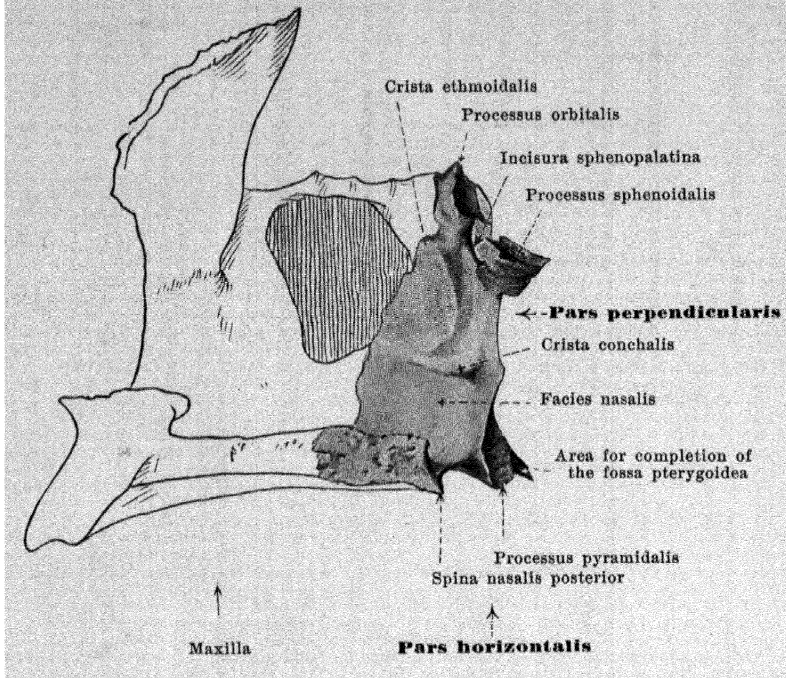 Crista ethmoidalis
Processus orbitalis
Incisura sphenopalatina
Processus sphenoidalis
Pars perpendicularis
Crista conchalis
Facies nasalis
Area for completion of
the fossa pterygoidea
Processus pyramidalis
Spina nasalis posterior
Maxilla
Pars horizontalis